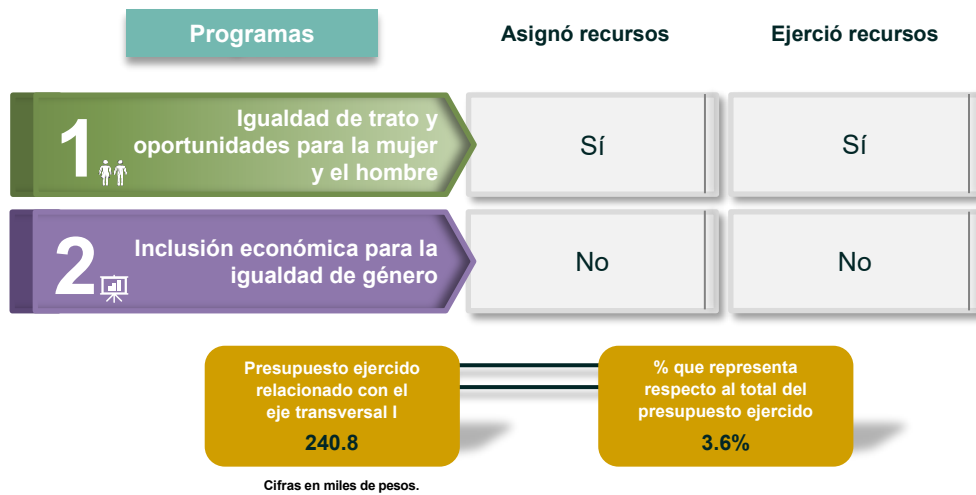 Programas
Asignó recursos
Ejerció recursos
1
Igualdad de trato y
oportunidades para la mujer
y el hombre
Sí
Sí
2
Inclusión económica para la
igualdad de género
No
No
Presupuesto ejercido
relacionado con el
eje transversal I
240.8
% que representa
respecto al total del
presupuesto ejercido
3.6%
Cifras en miles de pesos.